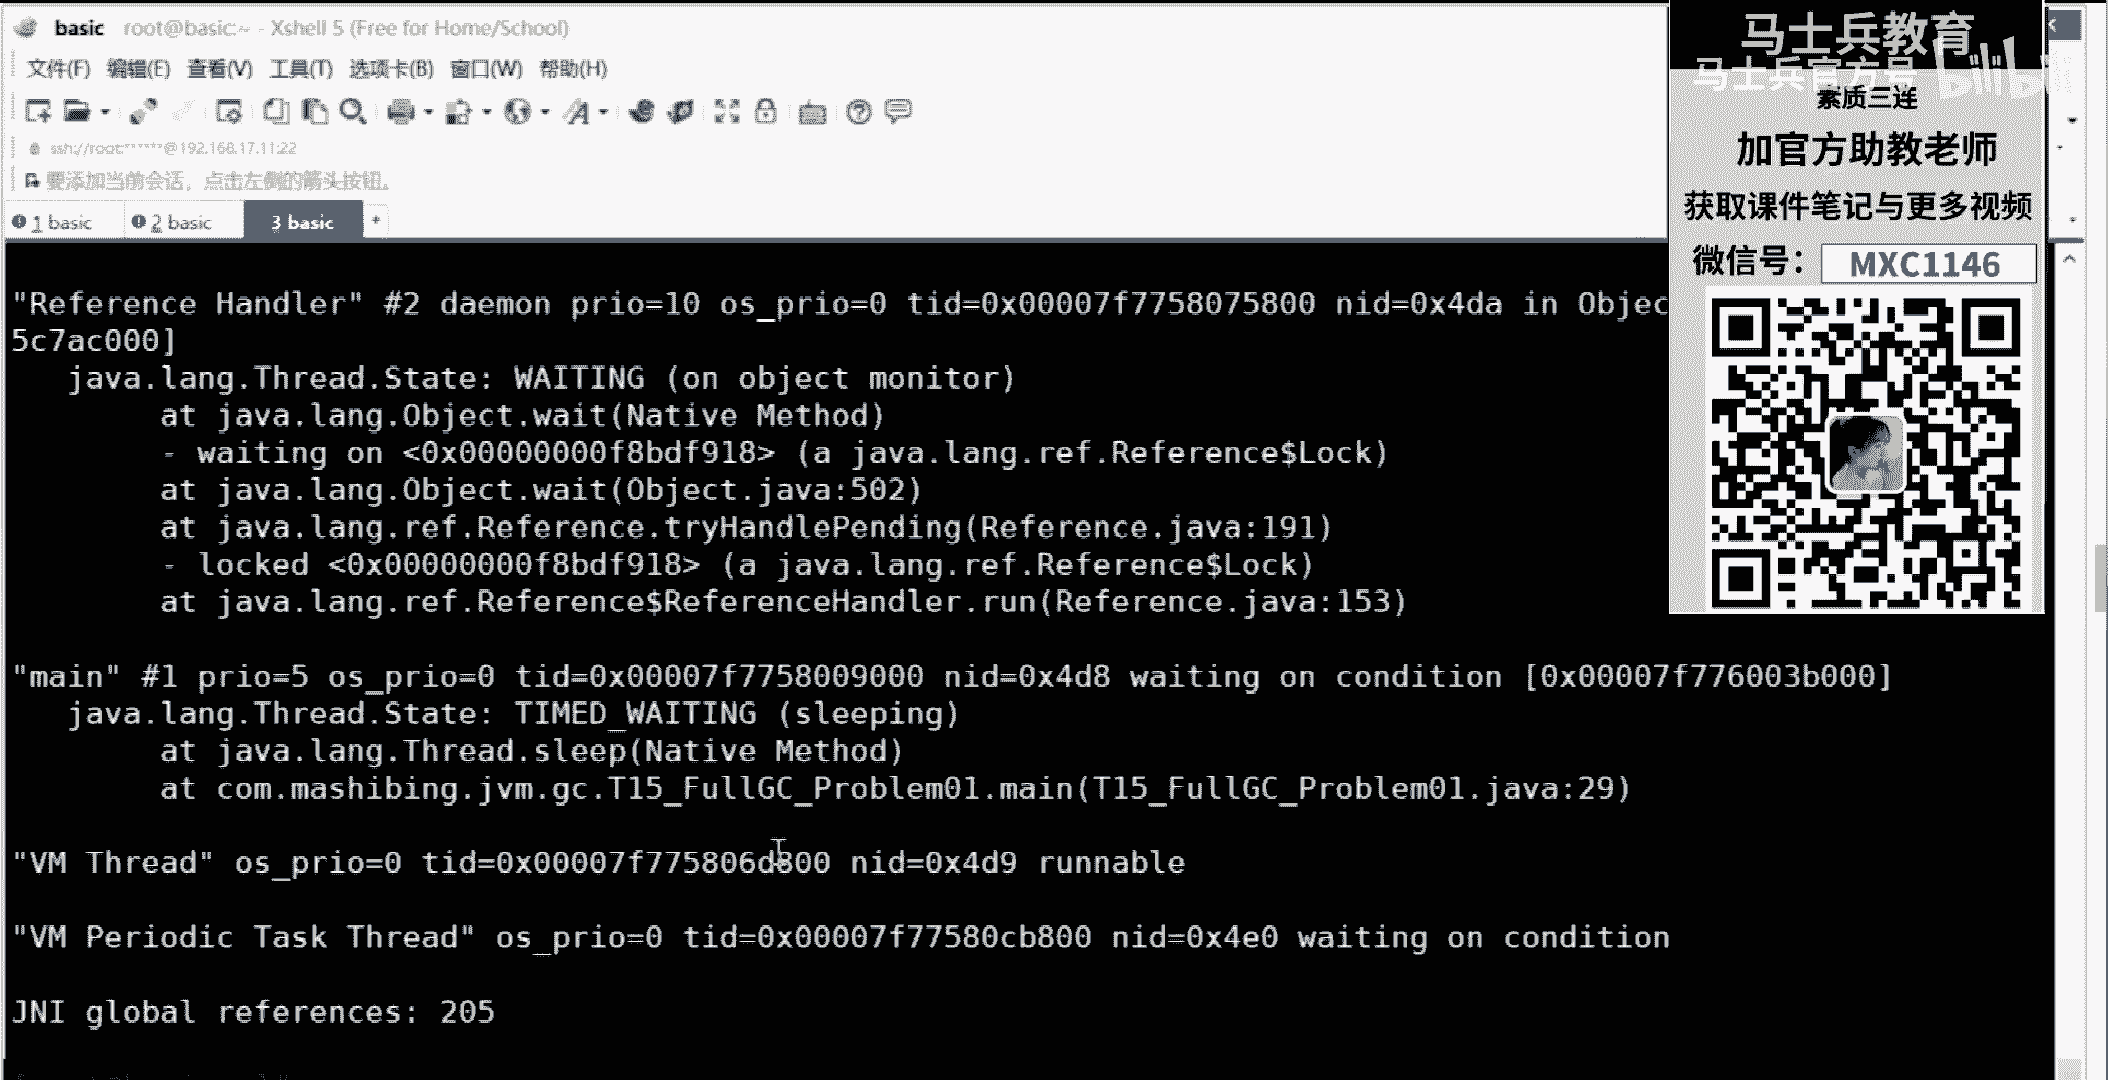 basic root@basic:~ - Xshell 5 (Free for Home/School)
文件(F) 编辑(E) 查看(V) 工具(T) 选项卡(B) 窗口(W) 帮助(H)
ssh://root:******@192.168.17.11:22
要添加当前会话，点击左侧的箭头按钮。
1 basic 2 basic 3 basic +
"Reference Handler" #2 daemon prio=10 os_prio=0 tid=0x00007f7758075800 nid=0x4da in Objec
5c7ac000]
java.lang.Thread.State: WAITING (on object monitor)
at java.lang.Object.wait(Native Method)
- waiting on <0x00000000f8bdf918> (a java.lang.ref.Reference$Lock)
at java.lang.Object.wait(Object.java:502)
at java.lang.ref.Reference.tryHandlePending(Reference.java:191)
- locked <0x00000000f8bdf918> (a java.lang.ref.Reference$Lock)
at java.lang.ref.Reference$ReferenceHandler.run(Reference.java:153)
"main" #1 prio=5 os_prio=0 tid=0x00007f7758009000 nid=0x4d8 waiting on condition [0x00007f776003b000]
java.lang.Thread.State: TIMED_WAITING (sleeping)
at java.lang.Thread.sleep(Native Method)
at com.mashibing.jvm.gc.T15_FullGC_Problem01.main(T15_FullGC_Problem01.java:29)
"VM Thread" os_prio=0 tid=0x00007f775806d800 nid=0x4d9 runnable
"VM Periodic Task Thread" os_prio=0 tid=0x00007f77580cb800 nid=0x4e0 waiting on condition
JNI global references: 205
马士兵教育
马士兵官方号 bilibili
素质三连
加官方助教老师
获取课件笔记与更多视频
微信号： MXC1146